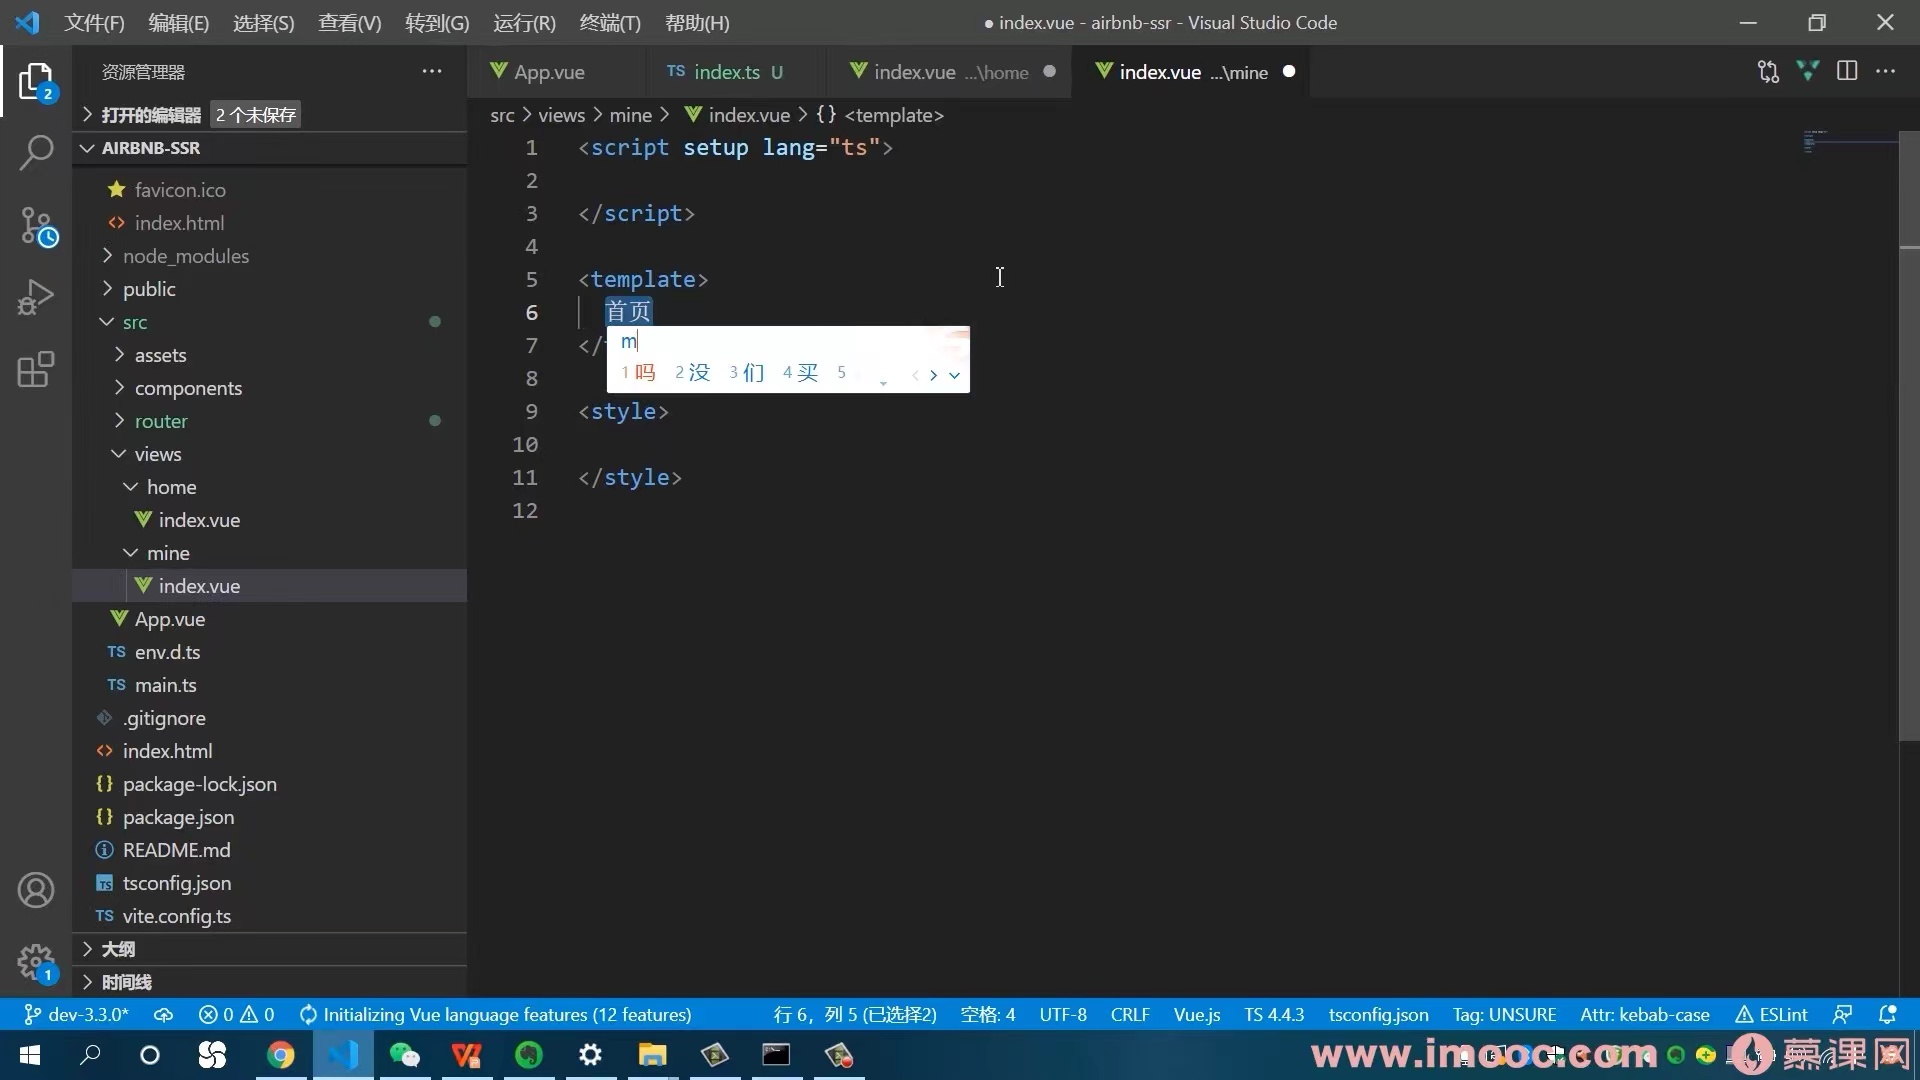 文件(F) 编辑(E) 选择(S) 查看(V) 转到(G) 运行(R) 终端(T) 帮助(H) ● index.vue - airbnb-ssr - Visual Studio Code
资源管理器 ···
App.vue TS index.ts U index.vue ...\home index.vue ...\mine
打开的编辑器 2 个未保存
src > views > mine > index.vue > {} <template>
AIRBNB-SSR
favicon.ico
index.html
node_modules
public
src
assets
components
router
views
home
index.vue
mine
index.vue
App.vue
TS env.d.ts
TS main.ts
.gitignore
index.html
{} package-lock.json
{} package.json
README.md
TS tsconfig.json
TS vite.config.ts
大纲
时间线
2
1
1 <script setup lang="ts">
2
3 </script>
4
5 <template>
6 首页
7 </
8
9 <style>
10
11 </style>
12
m
1 吗 2 没 3 们 4 买 5
dev-3.3.0* 0 0 Initializing Vue language features (12 features) 行 6，列 5 (已选择2) 空格: 4 UTF-8 CRLF Vue.js TS 4.4.3 tsconfig.json Tag: UNSURE Attr: kebab-case ESLint
www.imooc.com 慕课网